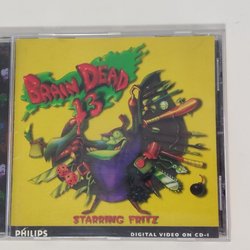 BRAIN DEAD
13
STARRING FRITZ
PHILIPS
DIGITAL VIDEO ON CD-I